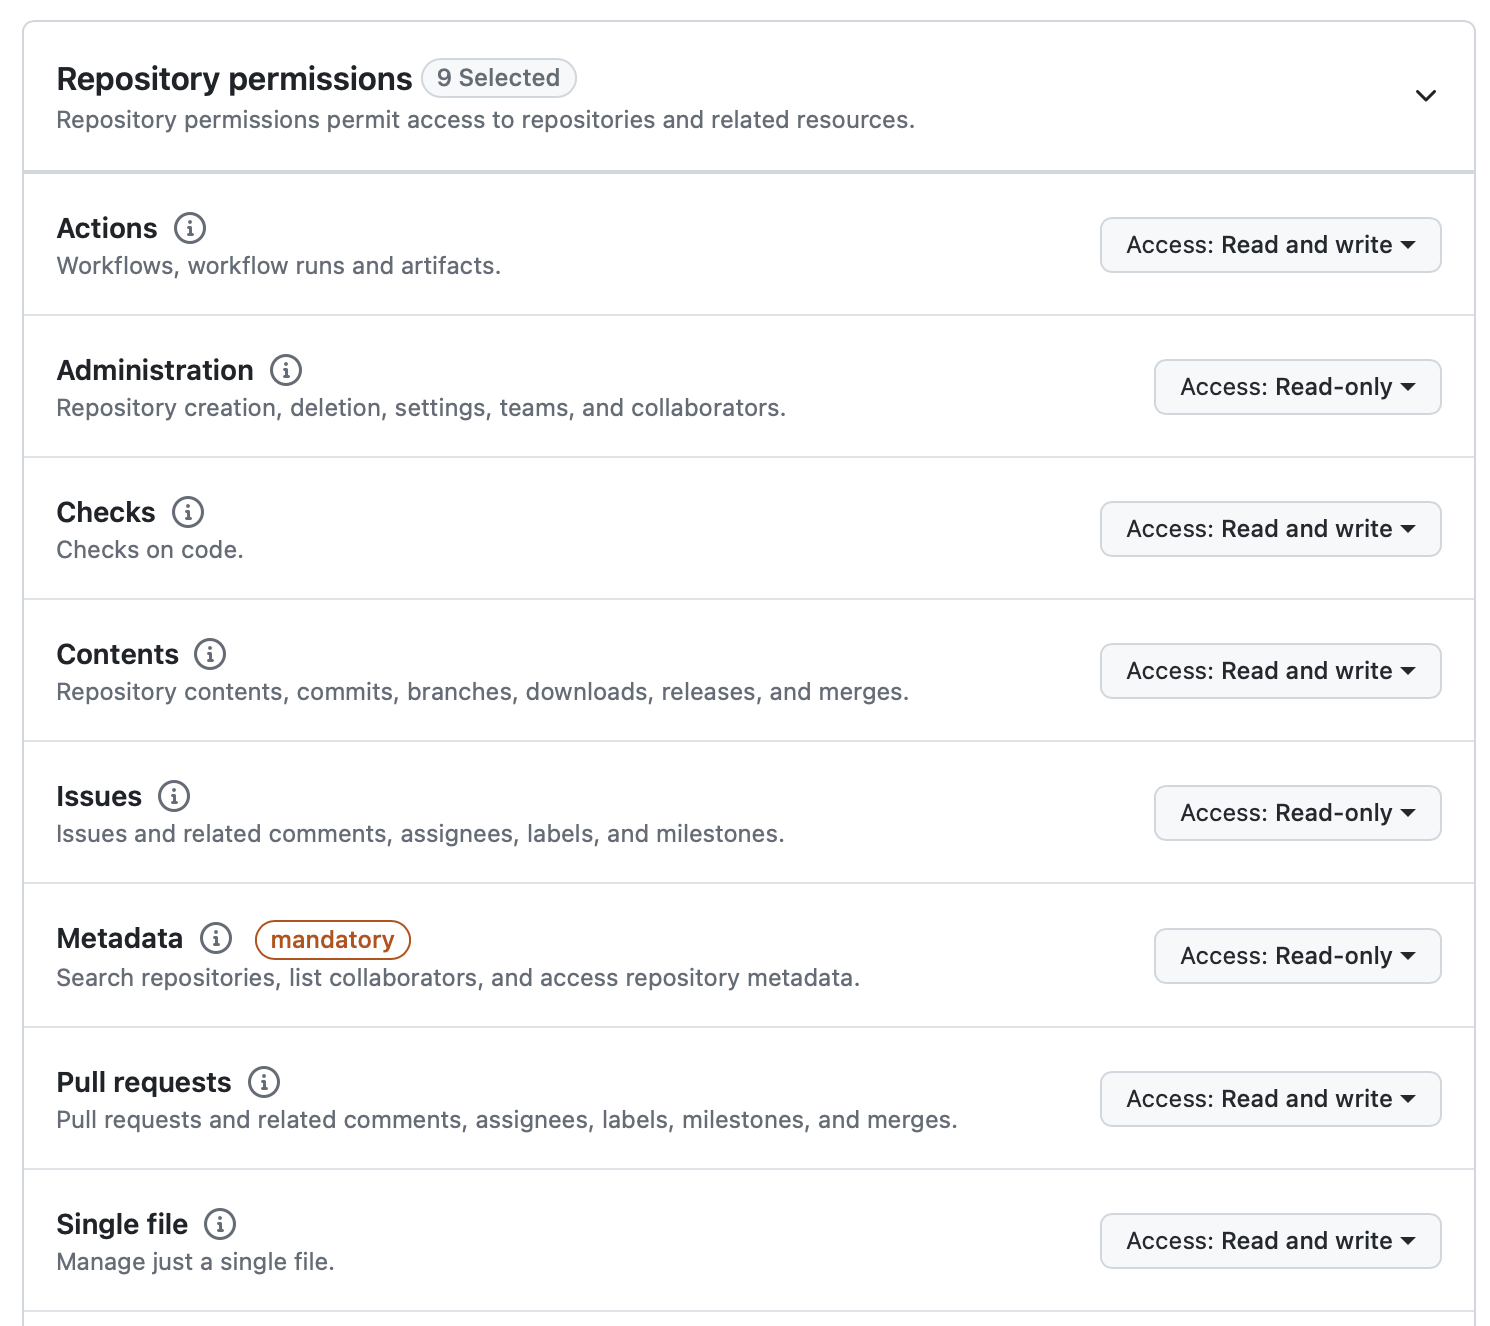 Repository permissions 9 Selected
Repository permissions permit access to repositories and related resources.
Actions
Access: Read and write
Workflows, workflow runs and artifacts.
Administration
Access: Read-only
Repository creation, deletion, settings, teams, and collaborators.
Checks
Access: Read and write
Checks on code.
Contents
Access: Read and write
Repository contents, commits, branches, downloads, releases, and merges.
Issues
Access: Read-only
Issues and related comments, assignees, labels, and milestones.
Metadata mandatory
Access: Read-only
Search repositories, list collaborators, and access repository metadata.
Pull requests
Access: Read and write
Pull requests and related comments, assignees, labels, milestones, and merges.
Single file
Access: Read and write
Manage just a single file.